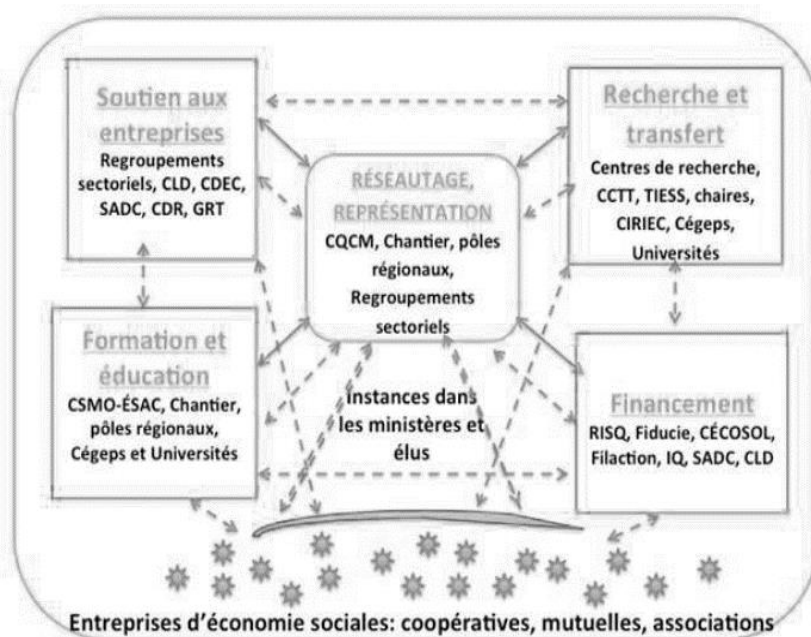 Soutien aux
entreprises
Regroupements
sectoriels, CLD, CDEC,
SADC, CDR, GRT
Recherche et
transfert
Centres de recherche,
CCTT, TIESS, chaires,
CIRIEC, Cégeps,
Universités
RÉSEAUTAGE,
REPRÉSENTATION
CQCM, Chantier, pôles
régionaux,
Regroupements
sectoriels
Formation et
éducation
CSMO-ÉSAC, Chantier,
pôles régionaux,
Cégeps et Universités
Instances dans
les ministères et
élus
Financement
RISQ, Fiducie, CÉCOSOL,
Filaction, IQ, SADC, CLD
Entreprises d'économie sociales: coopératives, mutuelles, associations